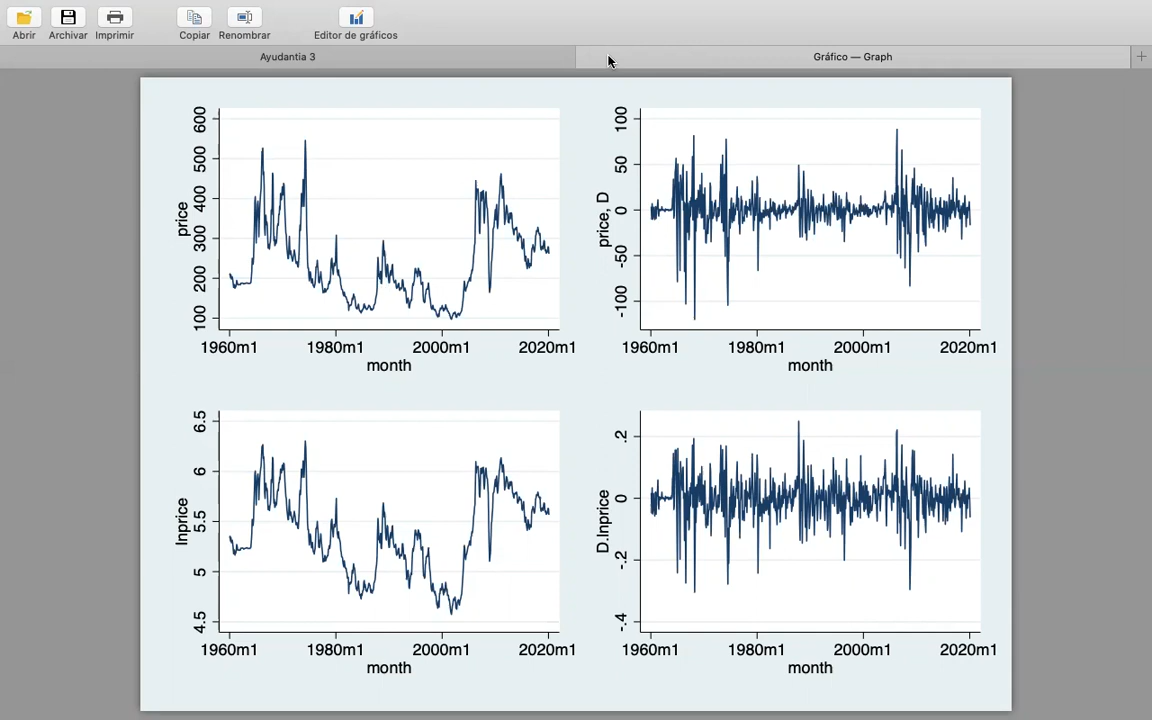 Abrir Archivar Imprimir Copiar Renombrar Editor de gráficos
Ayudantia 3 Gráfico — Graph
600
500
400
300
200
100
price
1960m1 1980m1 2000m1 2020m1
month
100
50
0
-50
-100
price, D
1960m1 1980m1 2000m1 2020m1
month
6.5
6
5.5
5
4.5
lnprice
1960m1 1980m1 2000m1 2020m1
month
.2
0
-.2
-.4
D.lnprice
1960m1 1980m1 2000m1 2020m1
month